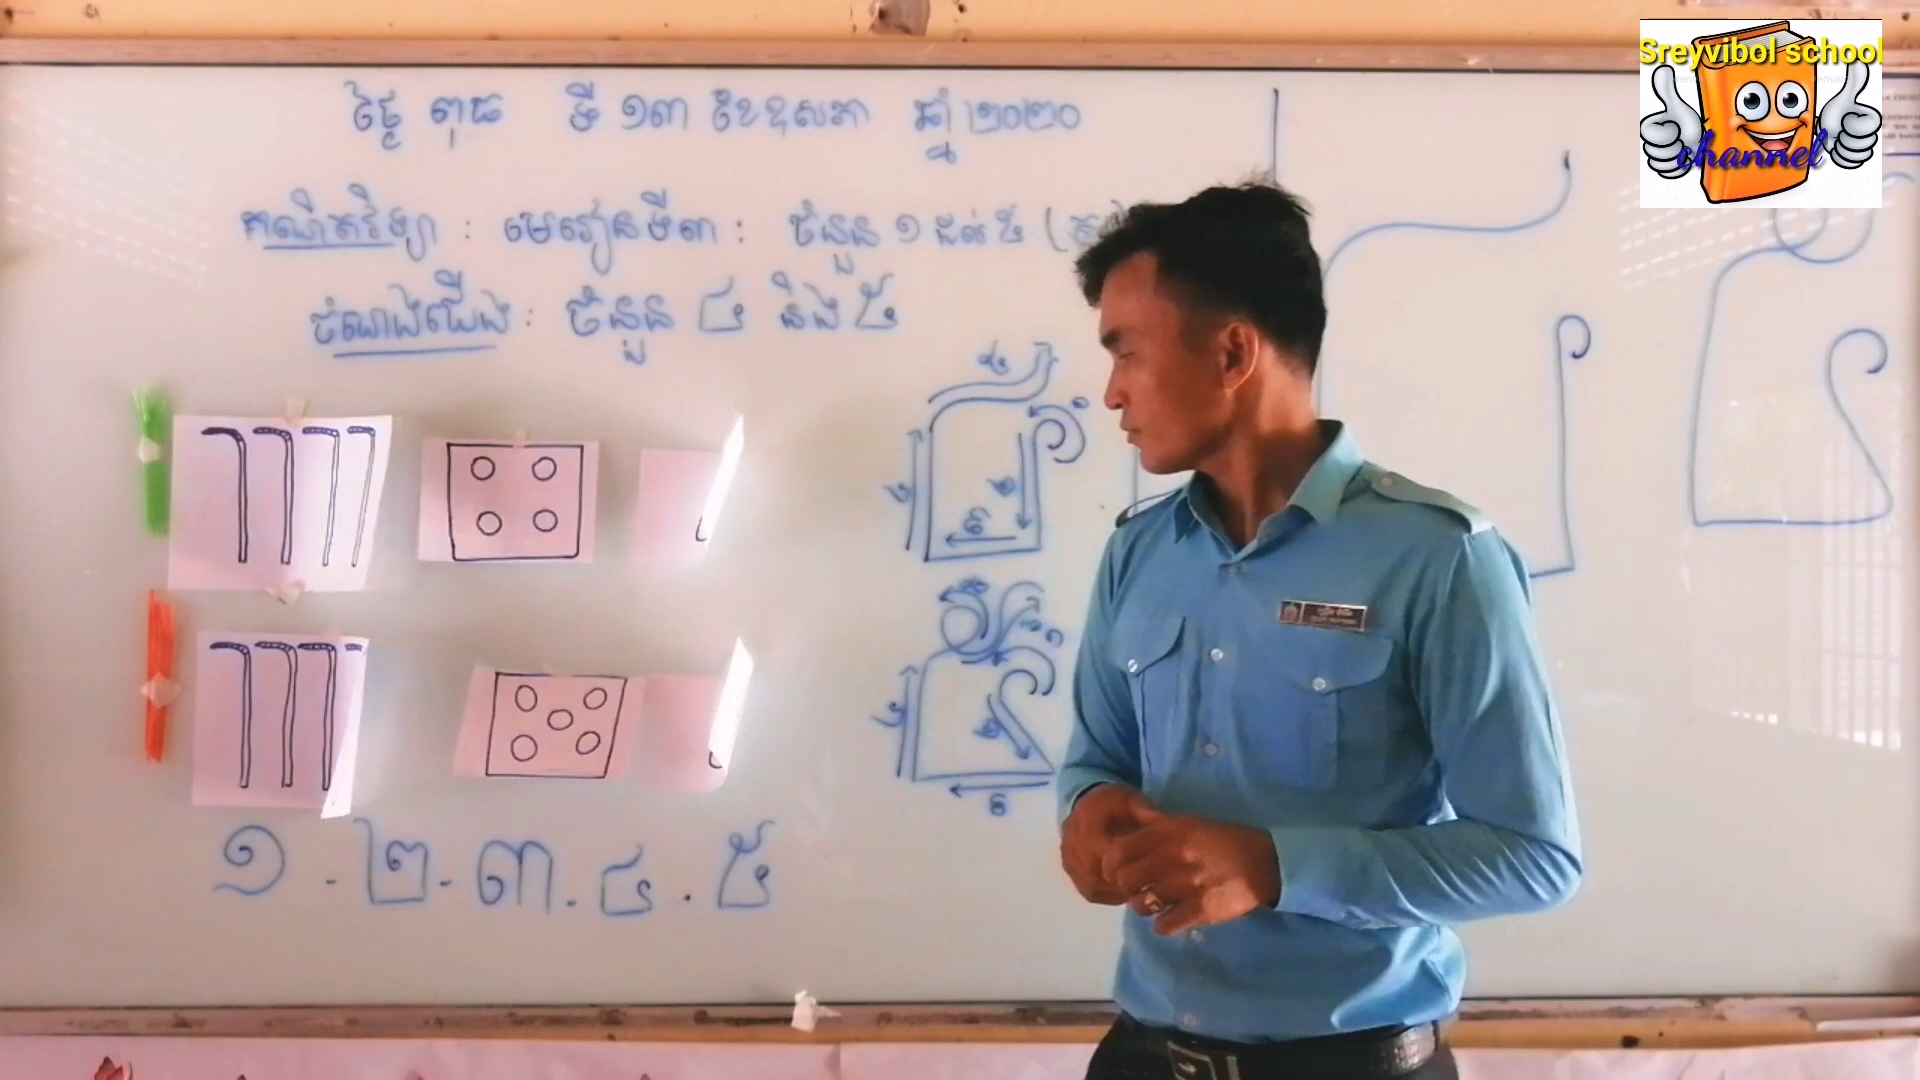 ថ្ងៃ ពុធ ទី ១៣ ខែឧសភា ឆ្នាំ ២០២០
គណិតវិទ្យា : មេរៀនទី៣ : ចំនួន ១ ដល់ ៥ (ត
ចំណងជើង : ចំនួន ៤ និង ៥
១ . ២ . ៣ . ៤ . ៥
Sreyvibol school
channel